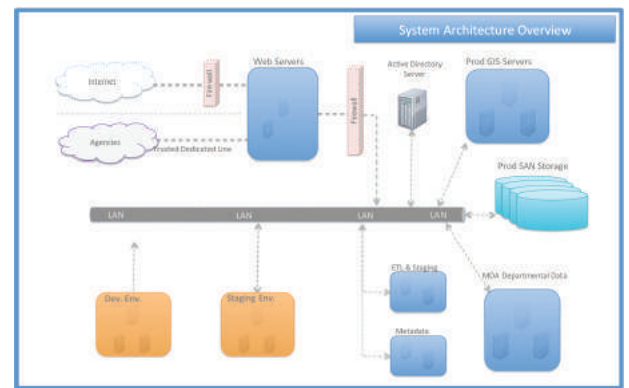 System Architecture Overview
Internet
Firewall
Web Servers
Firewall
Active Directory
Server
Prod GIS Servers
Agencies
Trusted Dedicated Line
Prod SAN Storage
LAN
LAN
LAN
LAN
ETL & Staging
MDA Departmental Data
Dev. Env.
Staging Env.
Metadata